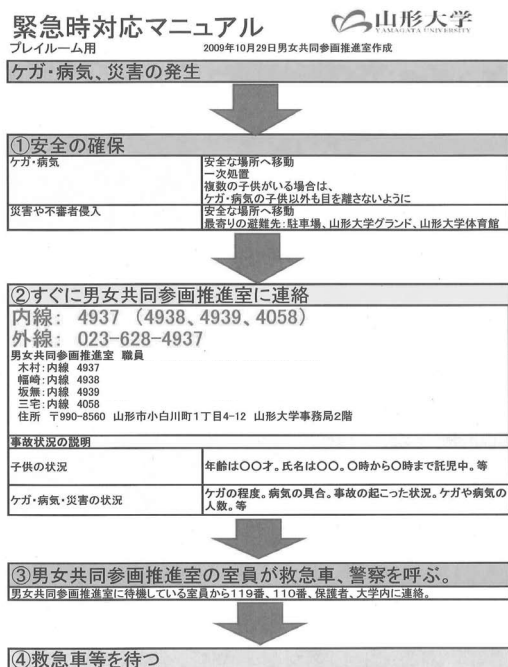 緊急時対応マニュアル
山形大学
YAMAGATA UNIVERSITY
プレイルーム用
2009年10月29日男女共同参画推進室作成
ケガ・病気、災害の発生
①安全の確保
ケガ・病気
安全な場所へ移動
一次処置
複数の子供がいる場合は、
ケガ・病気の子供以外も目を離さないように
災害や不審者侵入
安全な場所へ移動
最寄りの避難先:駐車場、山形大学グランド、山形大学体育館
②すぐに男女共同参画推進室に連絡
内線: 4937 (4938、4939、4058)
外線: 023-628-4937
男女共同参画推進室 職員
木村:内線 4937
幅崎:内線 4938
坂無:内線 4939
三宅:内線 4058
住所 〒990-8560 山形市小白川町1丁目4-12 山形大学事務局2階
事故状況の説明
子供の状況
年齢は〇〇才。氏名は〇〇。〇時から〇時まで託児中。等
ケガ・病気・災害の状況
ケガの程度。病気の具合。事故の起こった状況。ケガや病気の
人数。等
③男女共同参画推進室の室員が救急車、警察を呼ぶ。
男女共同参画推進室に待機している室員から119番、110番、保護者、大学内に連絡。
④救急車等を待つ